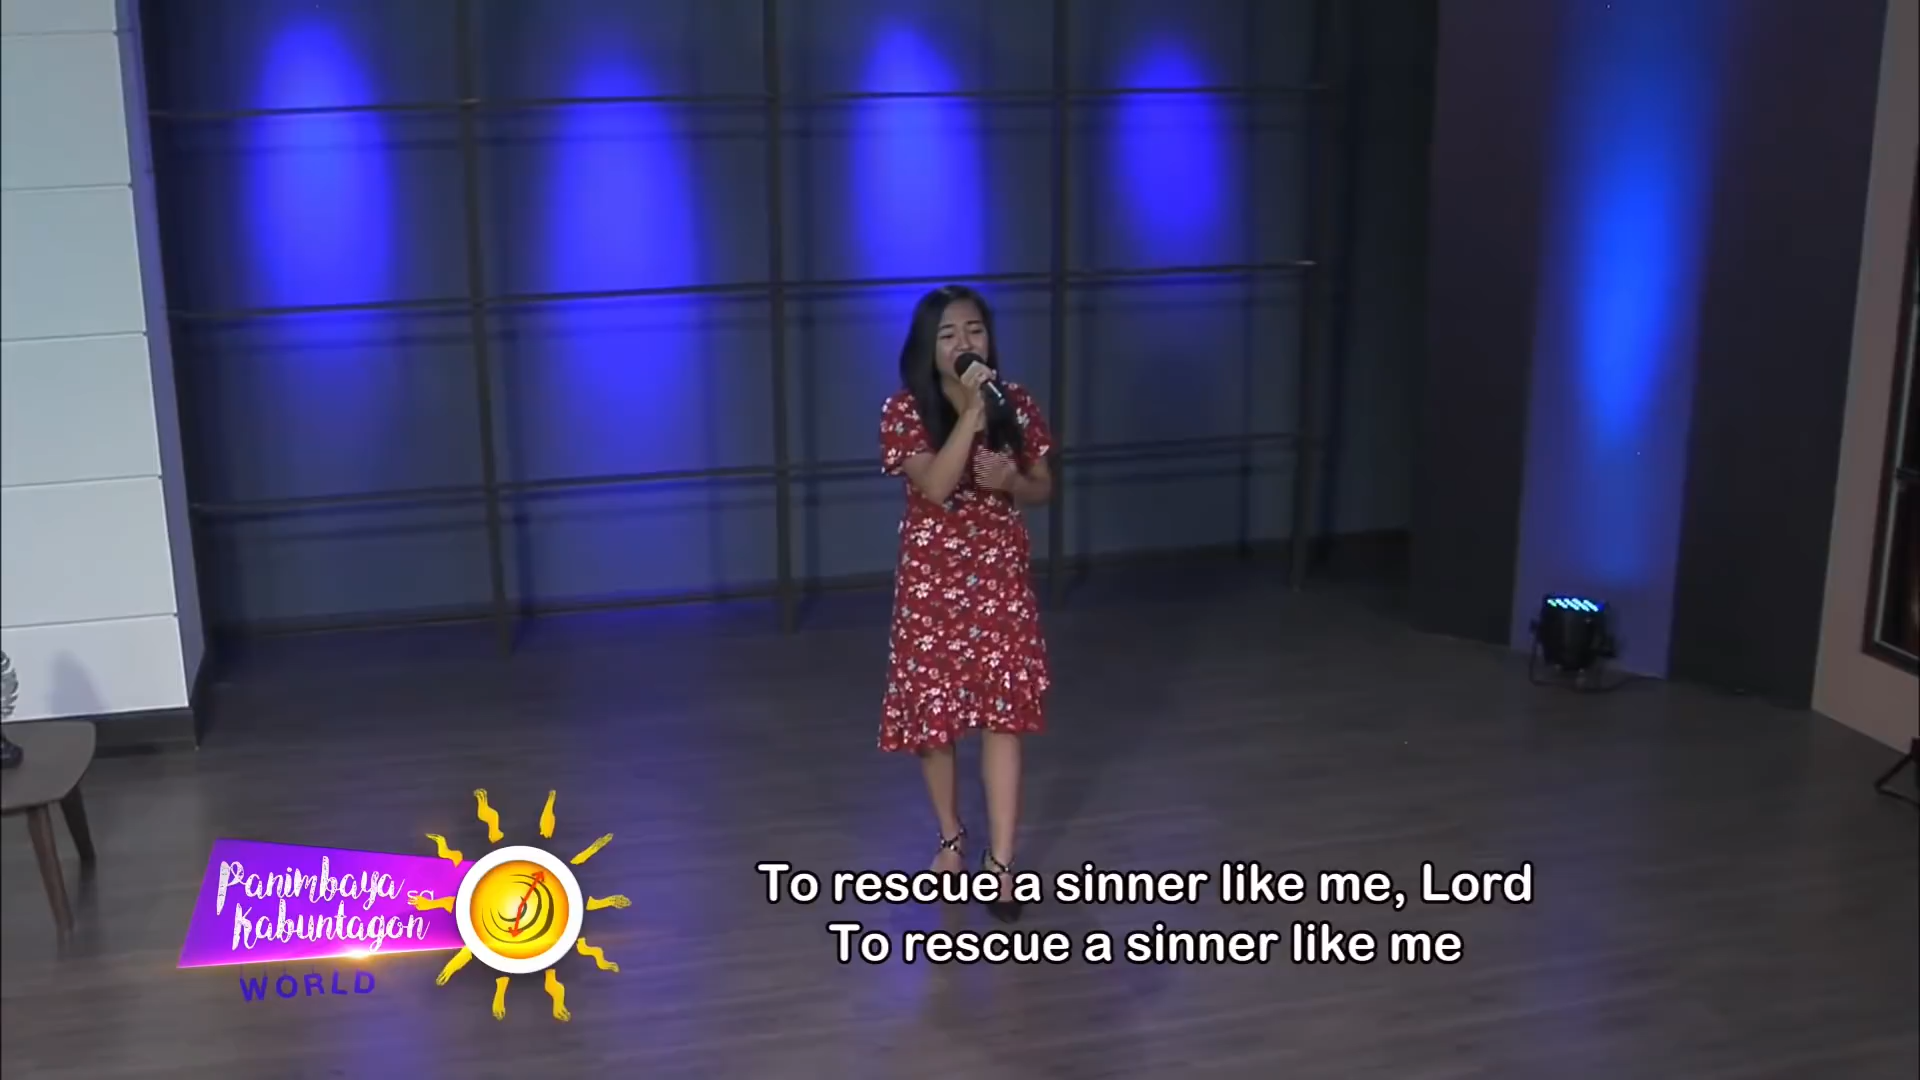 Panimbaya sa
Kabuntagon
WORLD
To rescue a sinner like me, Lord
To rescue a sinner like me